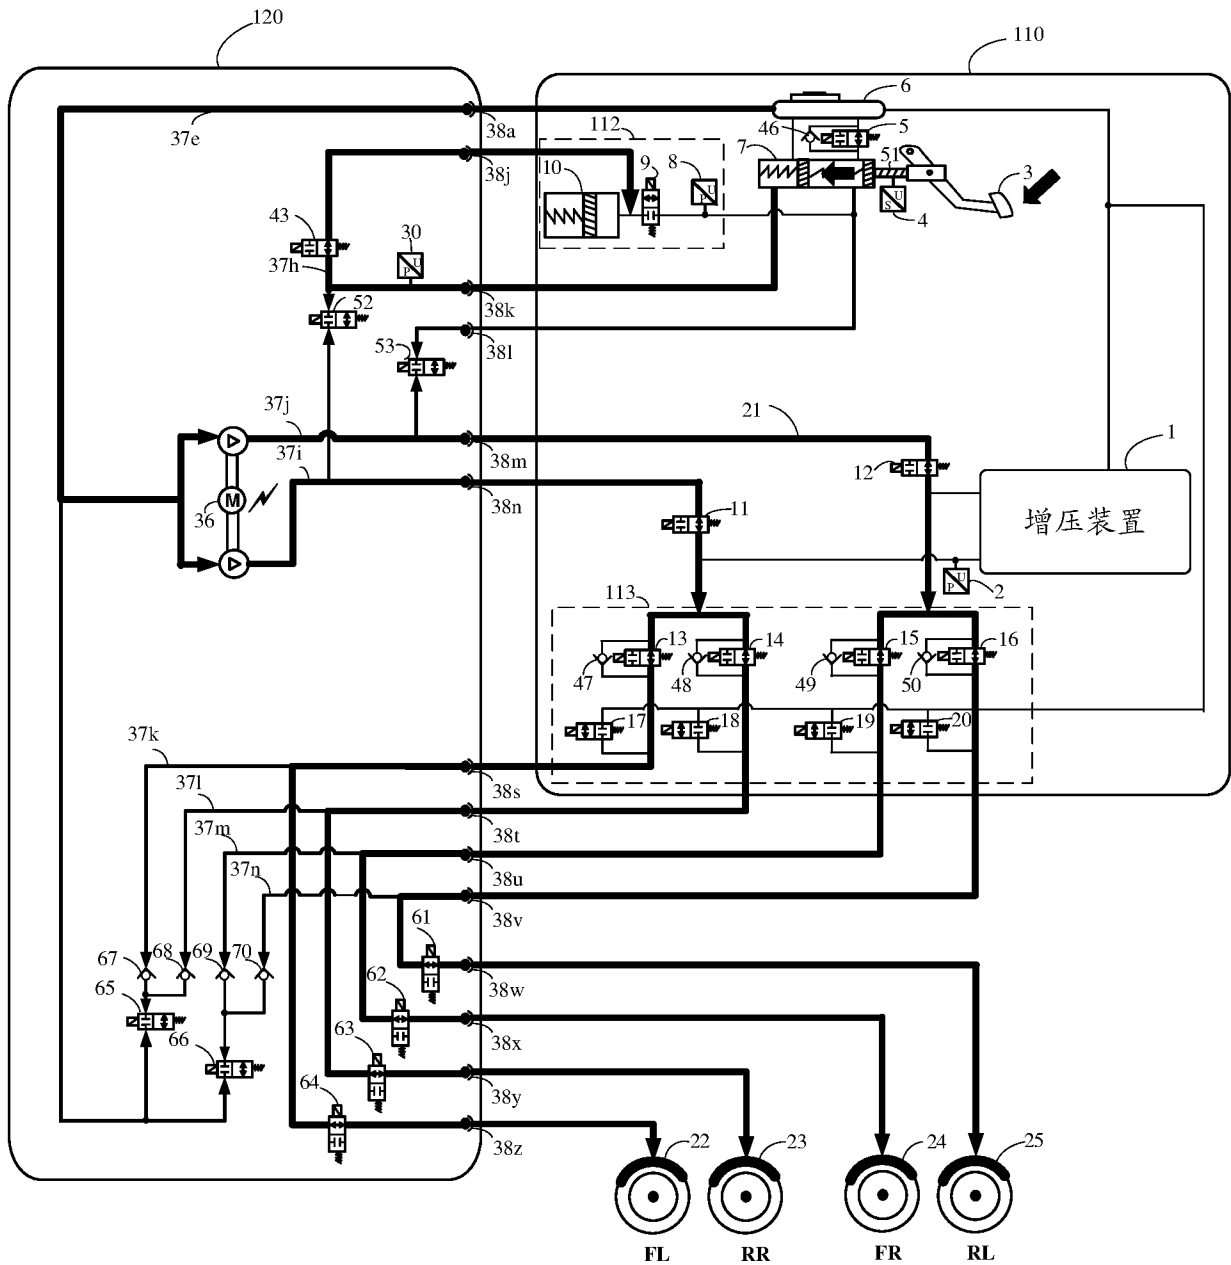 120
110
6
37e
38a
46
5
112
7
51
38j
10
9
8
U
P
3
U
S
4
43
30
U
P
37h
52
38k
53
38l
37j
21
37i
38m
1
12
36
M
38n
11
增压装置
U
P
2
113
13
14
15
16
47
48
49
50
17
18
19
20
37k
37l
38s
37m
38t
37n
38u
38v
61
67
68
69
70
62
38w
65
63
38x
66
64
38y
38z
22
23
24
25
FL
RR
FR
RL